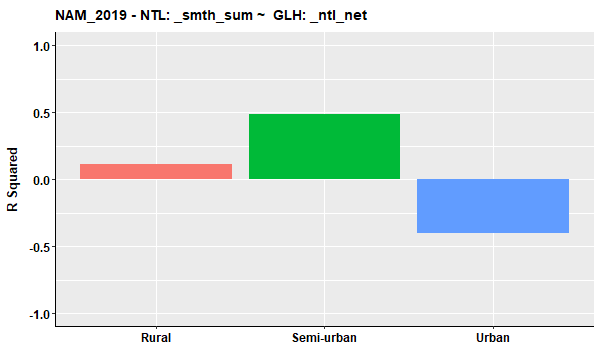 NAM_2019 - NTL: _smth_sum ~  GLH: _ntl_net
1.0
0.5
0.0
-0.5
-1.0
R Squared
Rural Semi-urban Urban